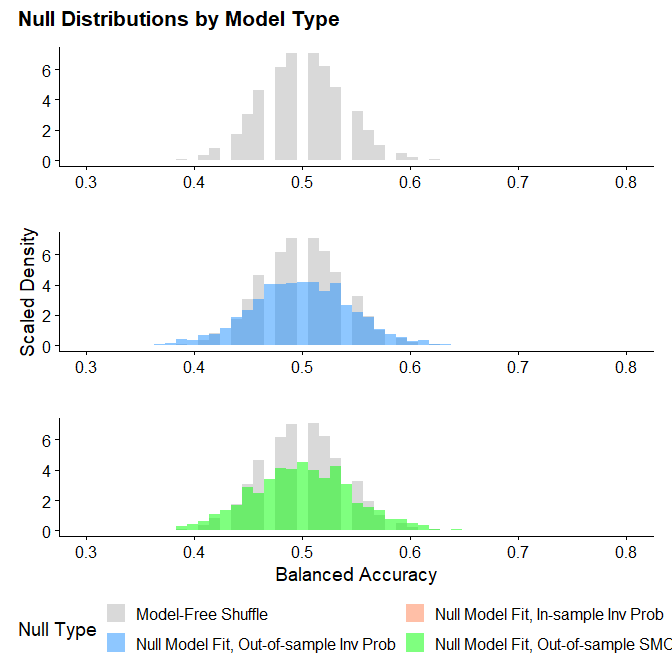 Null Distributions by Model Type
6
4
2
0
0.3 0.4 0.5 0.6 0.7 0.8
Scaled Density
6
4
2
0
0.3 0.4 0.5 0.6 0.7 0.8
6
4
2
0
0.3 0.4 0.5 0.6 0.7 0.8
Balanced Accuracy
Null Type
Model-Free Shuffle
Null Model Fit, In-sample Inv Prob
Null Model Fit, Out-of-sample Inv Prob
Null Model Fit, Out-of-sample SMO